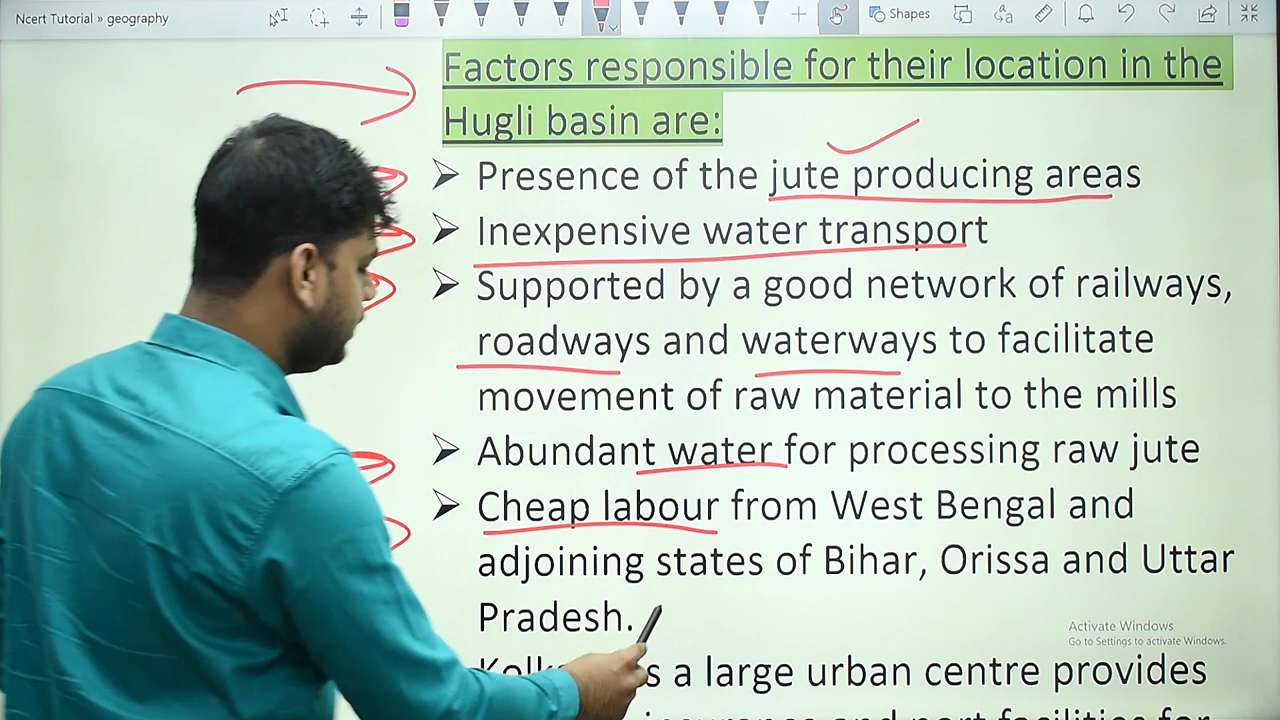 Ncert Tutorial » geography
Shapes
Factors responsible for their location in the
Hugli basin are:
Presence of the jute producing areas
Inexpensive water transport
Supported by a good network of railways,
roadways and waterways to facilitate
movement of raw material to the mills
Abundant water for processing raw jute
Cheap labour from West Bengal and
adjoining states of Bihar, Orissa and Uttar
Pradesh.
Activate Windows
Go to Settings to activate Windows.
a large urban centre provides